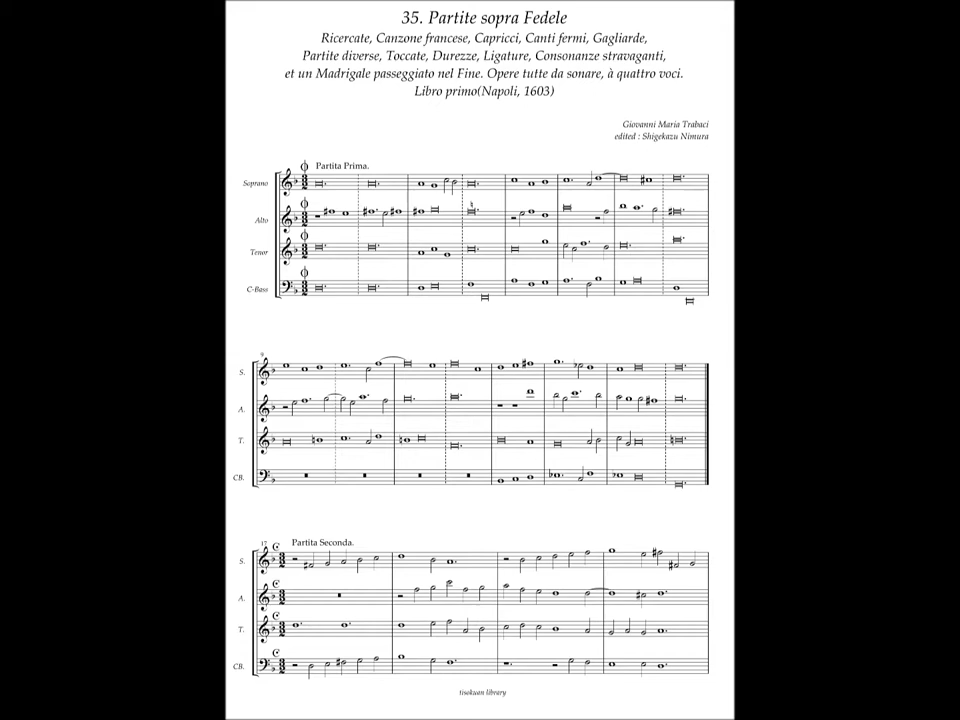 35. Partite sopra Fedele
Ricercate, Canzone francese, Capricci, Canti fermi, Gagliarde,
Partite diverse, Toccate, Durezze, Ligature, Consonanze stravaganti,
et un Madrigale passeggiato nel Fine. Opere tutte da sonare, à quattro voci.
Libro primo(Napoli, 1603)
Giovanni Maria Trabaci
edited : Shigekazu Nimura
Partita Prima.
Soprano
Alto
Tenor
C-Bass
9
S.
A.
T.
CB.
17
Partita Seconda.
S.
A.
T.
CB.
tisekuan library